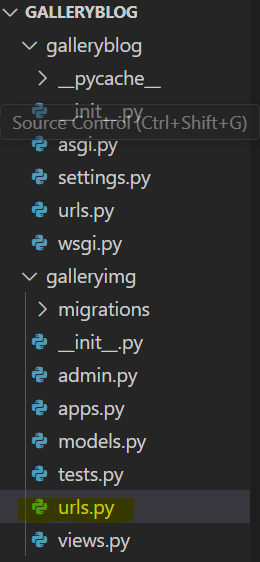 GALLERYBLOG
galleryblog
__pycache__
__init__.py
Source Control (Ctrl+Shift+G)
asgi.py
settings.py
urls.py
wsgi.py
galleryimg
migrations
__init__.py
admin.py
apps.py
models.py
tests.py
urls.py
views.py